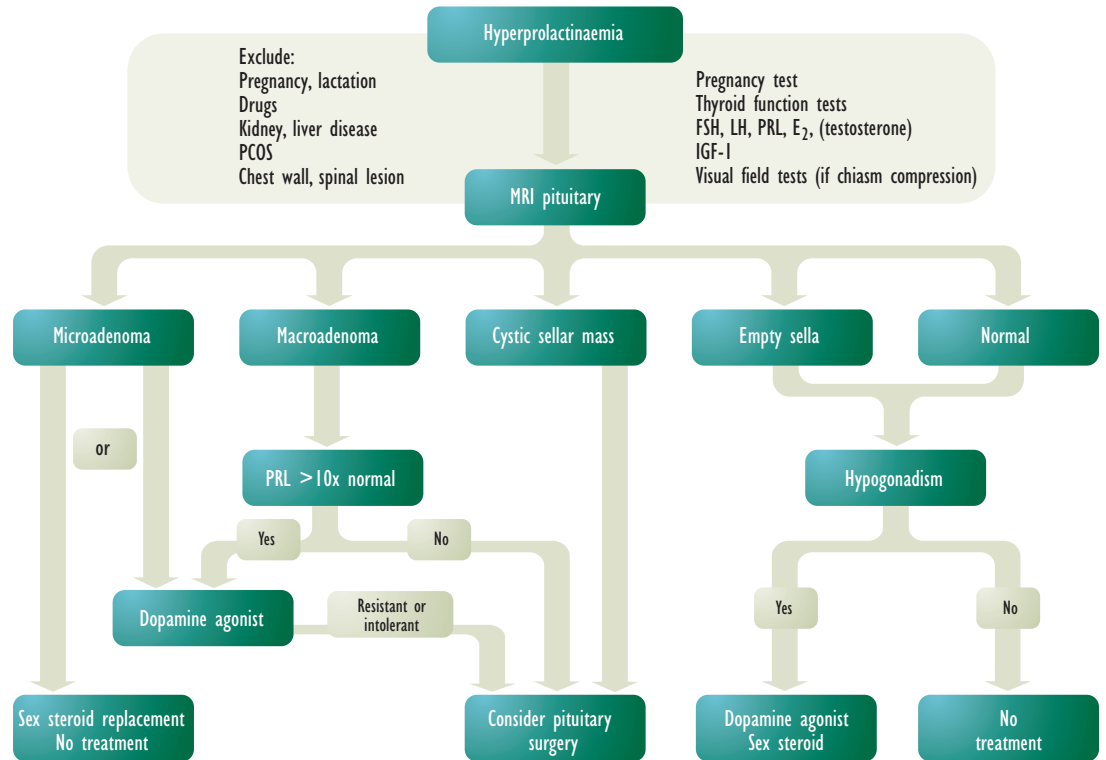 Hyperprolactinaemia
Exclude:
Pregnancy, lactation
Drugs
Kidney, liver disease
PCOS
Chest wall, spinal lesion
Pregnancy test
Thyroid function tests
FSH, LH, PRL, E₂, (testosterone)
IGF-I
Visual field tests (if chiasm compression)
MRI pituitary
Microadenoma
Macroadenoma
Cystic sellar mass
Empty sella
Normal
or
PRL >10x normal
Hypogonadism
Yes
No
Dopamine agonist
Resistant or
intolerant
Yes
No
Sex steroid replacement
No treatment
Consider pituitary
surgery
Dopamine agonist
Sex steroid
No
treatment